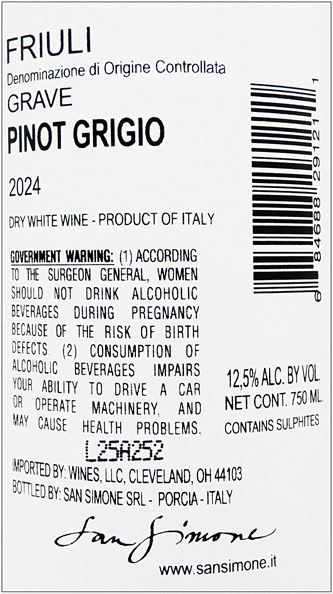 FRIULI
Denominazione di Origine Controllata
GRAVE
PINOT GRIGIO
2024
DRY WHITE WINE - PRODUCT OF ITALY
GOVERNMENT WARNING: (1) ACCORDING
TO THE SURGEON GENERAL, WOMEN
SHOULD NOT DRINK ALCOHOLIC
BEVERAGES DURING PREGNANCY
BECAUSE OF THE RISK OF BIRTH
DEFECTS. (2) CONSUMPTION OF
ALCOHOLIC BEVERAGES IMPAIRS
YOUR ABILITY TO DRIVE A CAR
OR OPERATE MACHINERY, AND
MAY CAUSE HEALTH PROBLEMS.
6 84688 29121 1
12,5% ALC. BY VOL.
NET CONT. 750 ML.
CONTAINS SULPHITES
L25A252
IMPORTED BY: WINES, LLC, CLEVELAND, OH 44103
BOTTLED BY: SAN SIMONE SRL - PORCIA - ITALY
San Simone
www.sansimone.it